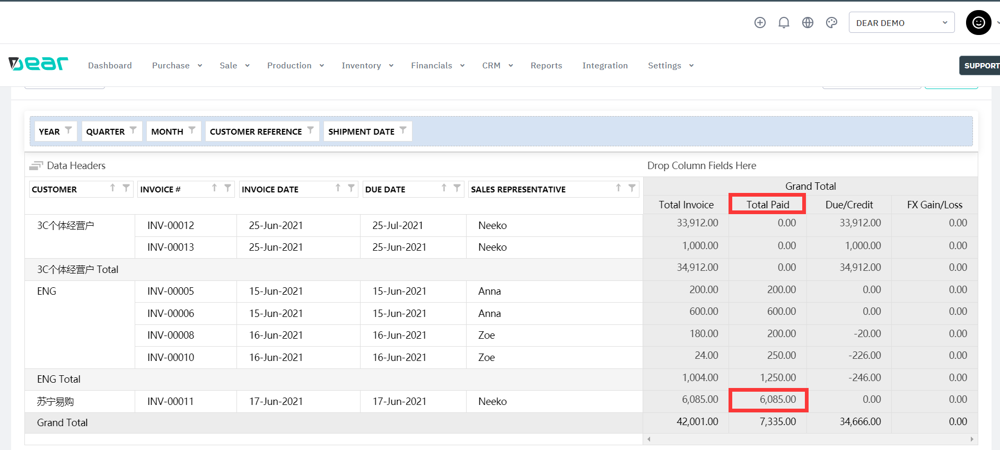 DEAR DEMO
Dear Dashboard Purchase Sale Production Inventory Financials CRM Reports Integration Settings SUPPORT
YEAR QUARTER MONTH CUSTOMER REFERENCE SHIPMENT DATE
Data Headers Drop Column Fields Here
CUSTOMER INVOICE # INVOICE DATE DUE DATE SALES REPRESENTATIVE Grand Total
Total Invoice Total Paid Due/Credit FX Gain/Loss
3C个体经营户 INV-00012 25-Jun-2021 25-Jul-2021 Neeko 33,912.00 0.00 33,912.00 0.00
INV-00013 25-Jun-2021 25-Jun-2021 Neeko 1,000.00 0.00 1,000.00 0.00
3C个体经营户 Total 34,912.00 0.00 34,912.00 0.00
ENG INV-00005 15-Jun-2021 15-Jun-2021 Anna 200.00 200.00 0.00 0.00
INV-00006 15-Jun-2021 15-Jun-2021 Anna 600.00 600.00 0.00 0.00
INV-00008 16-Jun-2021 16-Jun-2021 Zoe 180.00 200.00 -20.00 0.00
INV-00010 16-Jun-2021 16-Jun-2021 Zoe 24.00 250.00 -226.00 0.00
ENG Total 1,004.00 1,250.00 -246.00 0.00
苏宁易购 INV-00011 17-Jun-2021 17-Jun-2021 Neeko 6,085.00 6,085.00 0.00 0.00
Grand Total 42,001.00 7,335.00 34,666.00 0.00